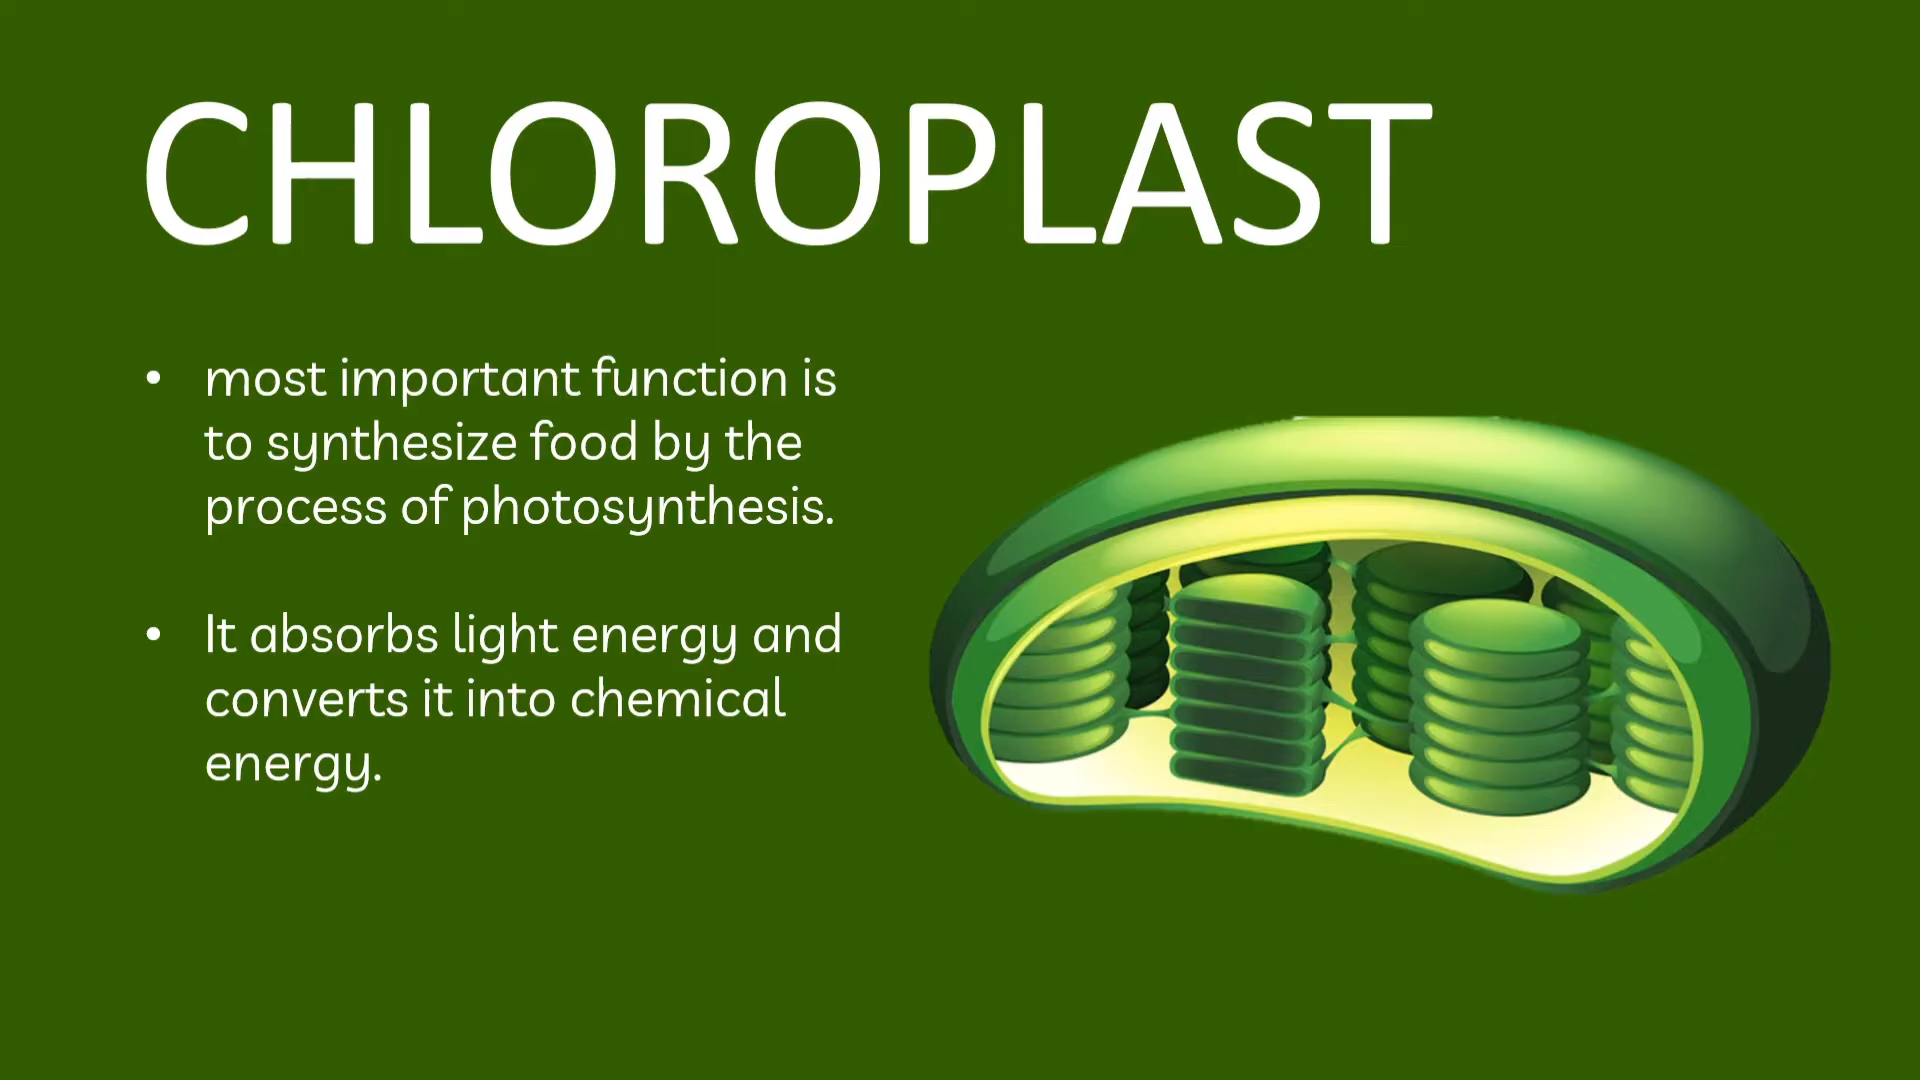 CHLOROPLAST
• most important function is
to synthesize food by the
process of photosynthesis.
• It absorbs light energy and
converts it into chemical
energy.